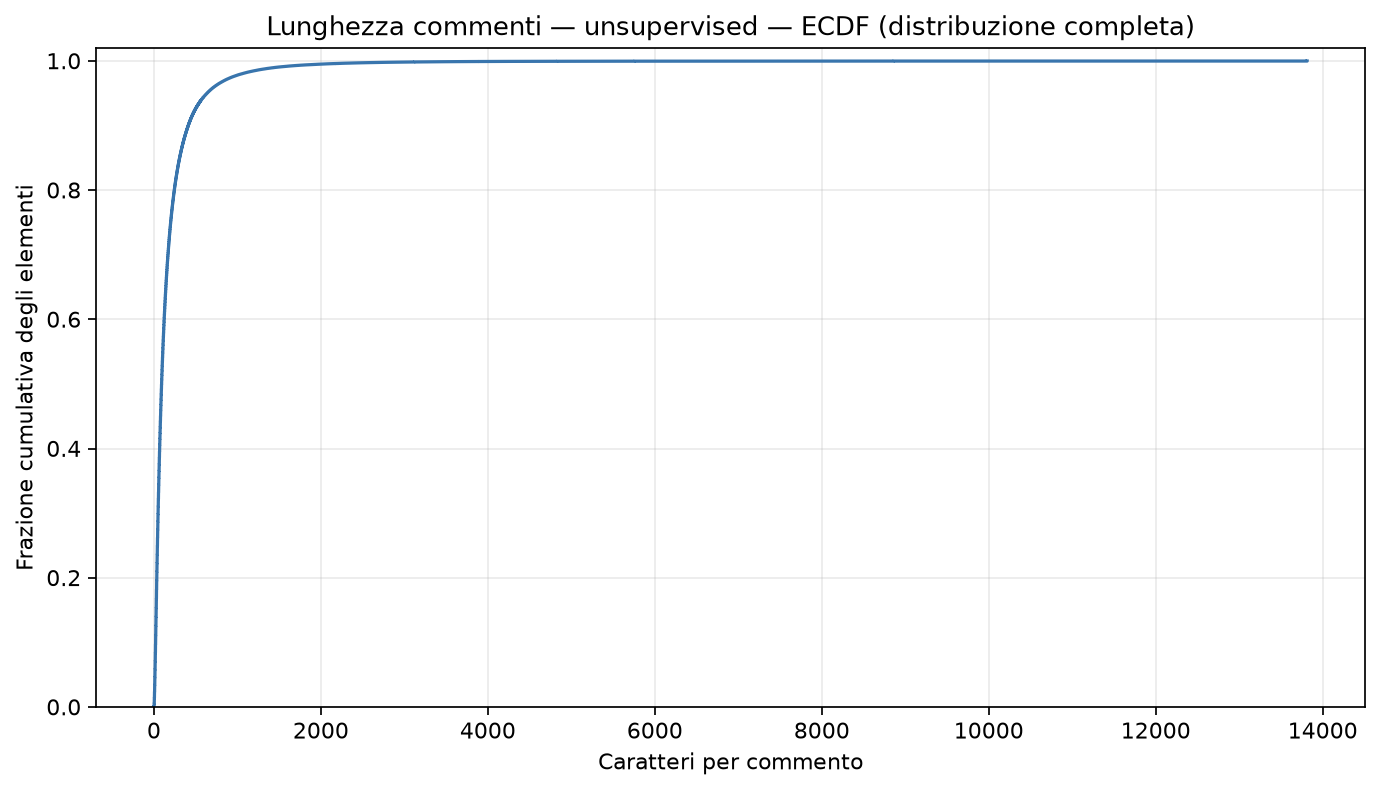 Lunghezza commenti — unsupervised — ECDF (distribuzione completa)
Frazione cumulativa degli elementi
1.0
0.8
0.6
0.4
0.2
0.0
0 2000 4000 6000 8000 10000 12000 14000
Caratteri per commento